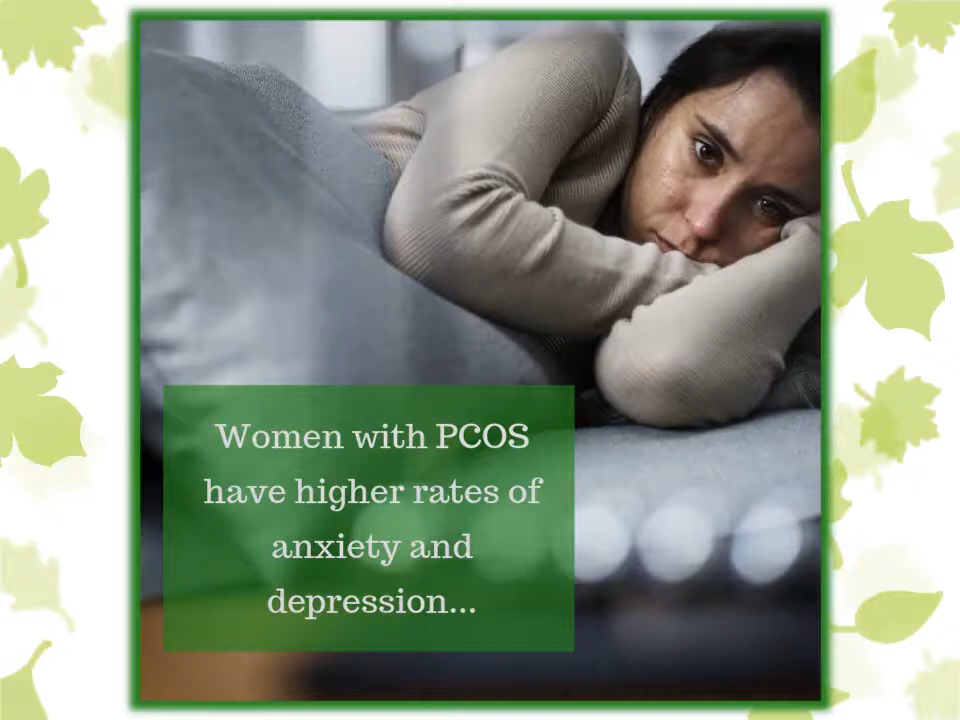 Women with PCOS
have higher rates of
anxiety and
depression...